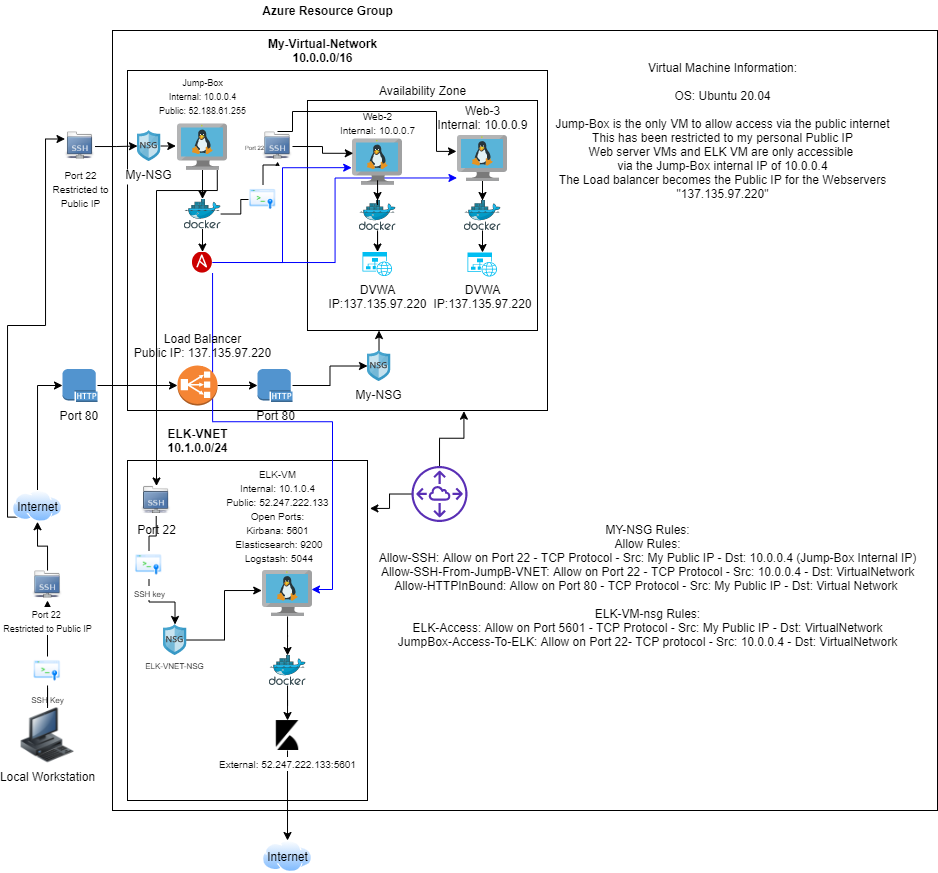 Azure Resource Group
My-Virtual-Network
10.0.0.0/16
Jump-Box
Internal: 10.0.0.4
Public: 52.188.61.255
SSH
Port 22
Restricted to
Public IP
NSG
My-NSG
docker
A
Port 22
SSH
Availability Zone
Web-2
Internal: 10.0.0.7
Web-3
Internal: 10.0.0.9
docker
docker
DVWA
IP:137.135.97.220
DVWA
IP:137.135.97.220
Load Balancer
Public IP: 137.135.97.220
HTTP
Port 80
HTTP
Port 80
NSG
My-NSG
Virtual Machine Information:
OS: Ubuntu 20.04
Jump-Box is the only VM to allow access via the public internet
This has been restricted to my personal Public IP
Web server VMs and ELK VM are only accessible
via the Jump-Box internal IP of 10.0.0.4
The Load balancer becomes the Public IP for the Webservers
"137.135.97.220"
ELK-VNET
10.1.0.0/24
SSH
Port 22
SSH key
NSG
ELK-VNET-NSG
ELK-VM
Internal: 10.1.0.4
Public: 52.247.222.133
Open Ports:
Kirbana: 5601
Elasticsearch: 9200
Logstash: 5044
docker
External: 52.247.222.133:5601
Internet
Internet
SSH
Port 22
Restricted to Public IP
SSH Key
Local Workstation
MY-NSG Rules:
Allow Rules:
Allow-SSH: Allow on Port 22 - TCP Protocol - Src: My Public IP - Dst: 10.0.0.4 (Jump-Box Internal IP)
Allow-SSH-From-JumpB-VNET: Allow on Port 22 - TCP Protocol - Src: 10.0.0.4 - Dst: VirtualNetwork
Allow-HTTPInBound: Allow on Port 80 - TCP Protocol - Src: My Public IP - Dst: Virtual Network
ELK-VM-nsg Rules:
ELK-Access: Allow on Port 5601 - TCP Protocol - Src: My Public IP - Dst: VirtualNetwork
JumpBox-Access-To-ELK: Allow on Port 22- TCP protocol - Src: 10.0.0.4 - Dst: VirtualNetwork